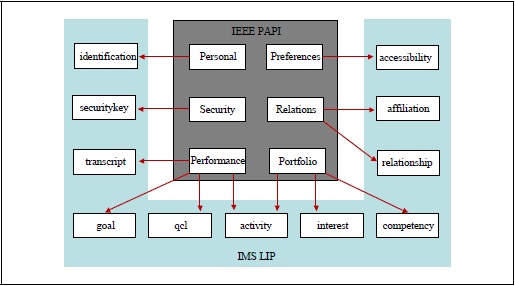 IEEE PAPI
identification
Personal
Preferences
accessibility
securitykey
Security
Relations
affiliation
transcript
Performance
Portfolio
relationship
goal
qcl
activity
interest
competency
IMS LIP